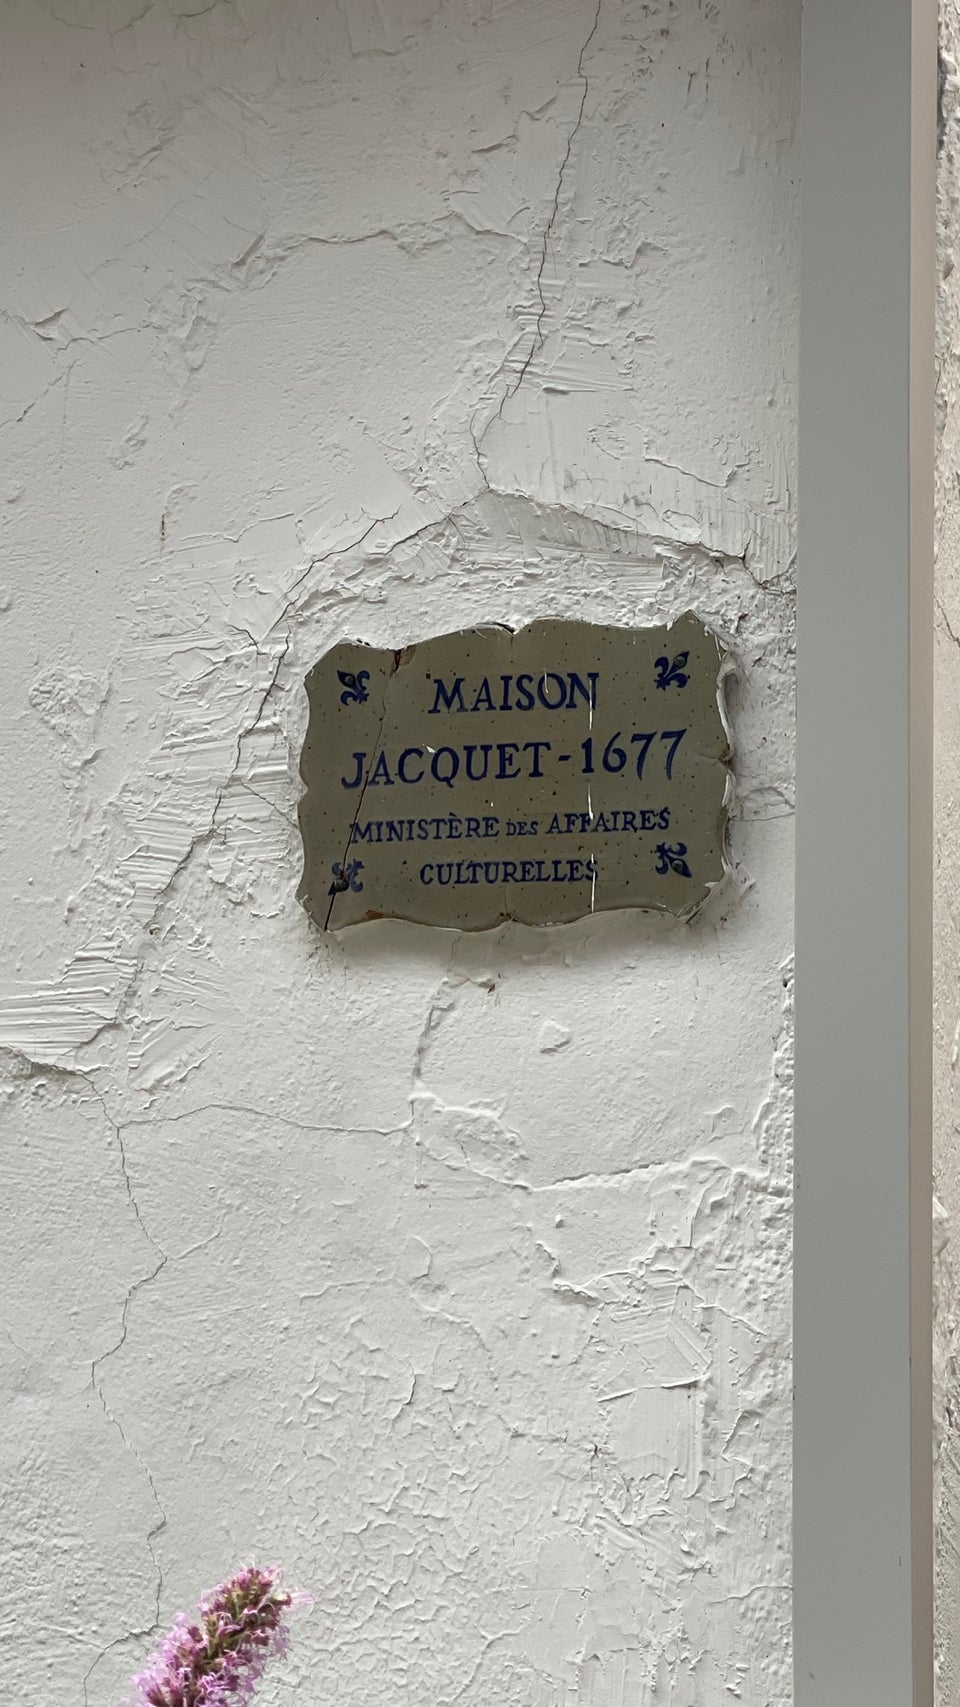 MAISON
JACQUET-1677
MINISTÈRE DES AFFAIRES
CULTURELLES